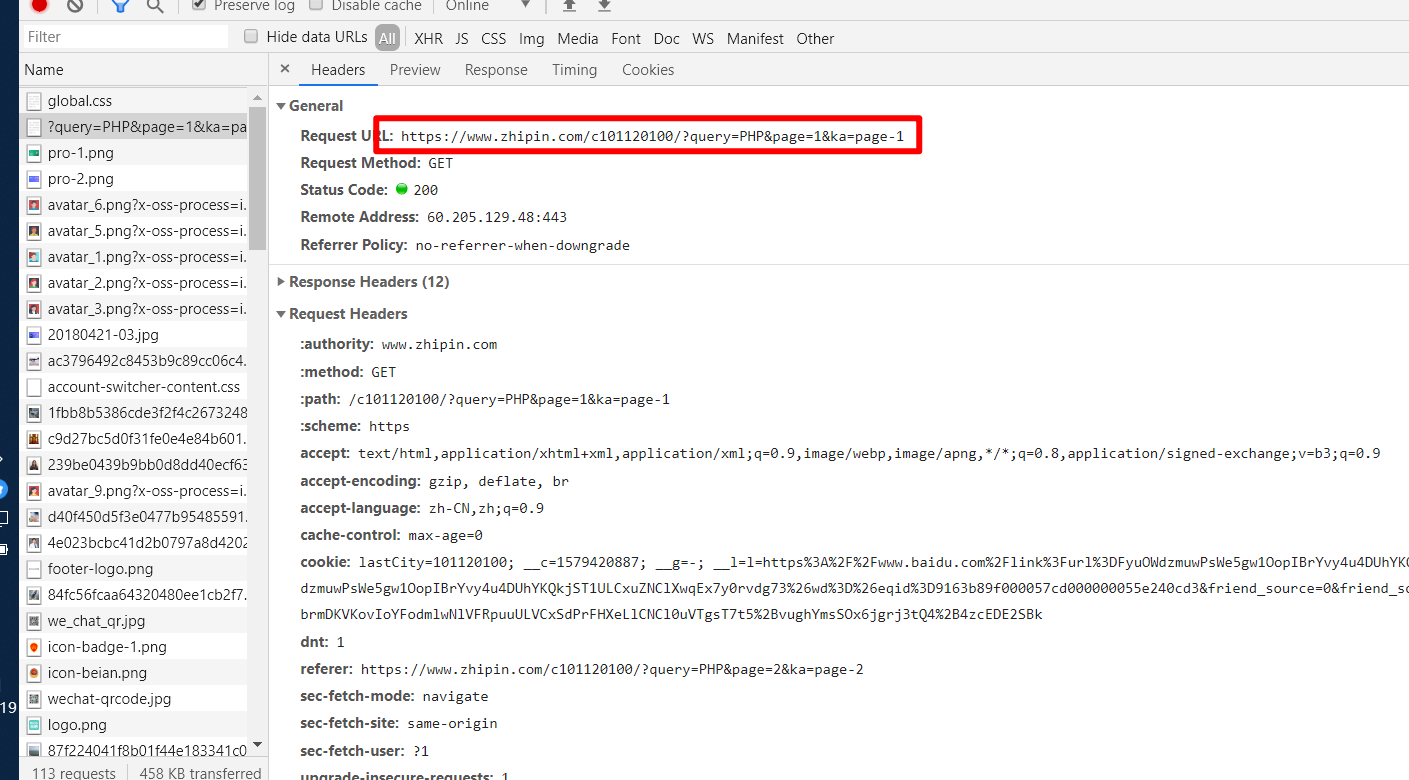 Preserve log Disable cache Online
Filter Hide data URLs All XHR JS CSS Img Media Font Doc WS Manifest Other
Name
× Headers Preview Response Timing Cookies
global.css
?query=PHP&page=1&ka=pa
pro-1.png
pro-2.png
avatar_6.png?x-oss-process=i.
avatar_5.png?x-oss-process=i.
avatar_1.png?x-oss-process=i.
avatar_2.png?x-oss-process=i.
avatar_3.png?x-oss-process=i.
20180421-03.jpg
ac3796492c8453b9c89cc06c4.
account-switcher-content.css
1fbb8b5386cde3f2f4c2673248
c9d27bc5d0f31fe0e4e84b601.
239be0439b9bb0d8dd40ecf63
avatar_9.png?x-oss-process=i.
d40f450d5f3e0477b95485591.
4e023bcbc41d2b0797a8d4202
footer-logo.png
84fc56fcaa64320480ee1cb2f7.
we_chat_qr.jpg
icon-badge-1.png
icon-beian.png
wechat-qrcode.jpg
logo.png
87f224041f8b01f44e183341c0
113 requests 458 KB transferred
General
Request URL: https://www.zhipin.com/c101120100/?query=PHP&page=1&ka=page-1
Request Method: GET
Status Code: 200
Remote Address: 60.205.129.48:443
Referrer Policy: no-referrer-when-downgrade
Response Headers (12)
Request Headers
:authority: www.zhipin.com
:method: GET
:path: /c101120100/?query=PHP&page=1&ka=page-1
:scheme: https
accept: text/html,application/xhtml+xml,application/xml;q=0.9,image/webp,image/apng,*/*;q=0.8,application/signed-exchange;v=b3;q=0.9
accept-encoding: gzip, deflate, br
accept-language: zh-CN,zh;q=0.9
cache-control: max-age=0
cookie: lastCity=101120100; __c=1579420887; __g=-; __l=l=https%3A%2F%2Fwww.baidu.com%2Flink%3Furl%3DFyuOWdzmuwPsWe5gw1OopIBrYvy4u4DUhYKQ
dzmuwPsWe5gw1OopIBrYvy4u4DUhYKQkjST1ULCxuZNClXwqEx7y0rvdg73%26wd%3D%26eqid%3D9163b89f000057cd000000055e240cd3&friend_source=0&friend_so
brmDKVKovIoYFodmlwNlVFRpuuULVCxSdPrFHXeLlCNCl0uVTgsT7t5%2BvughYmsSOx6jgrj3tQ4%2B4zcEDE2SBk
dnt: 1
referer: https://www.zhipin.com/c101120100/?query=PHP&page=2&ka=page-2
sec-fetch-mode: navigate
sec-fetch-site: same-origin
sec-fetch-user: ?1
upgrade-insecure-requests: 1
19